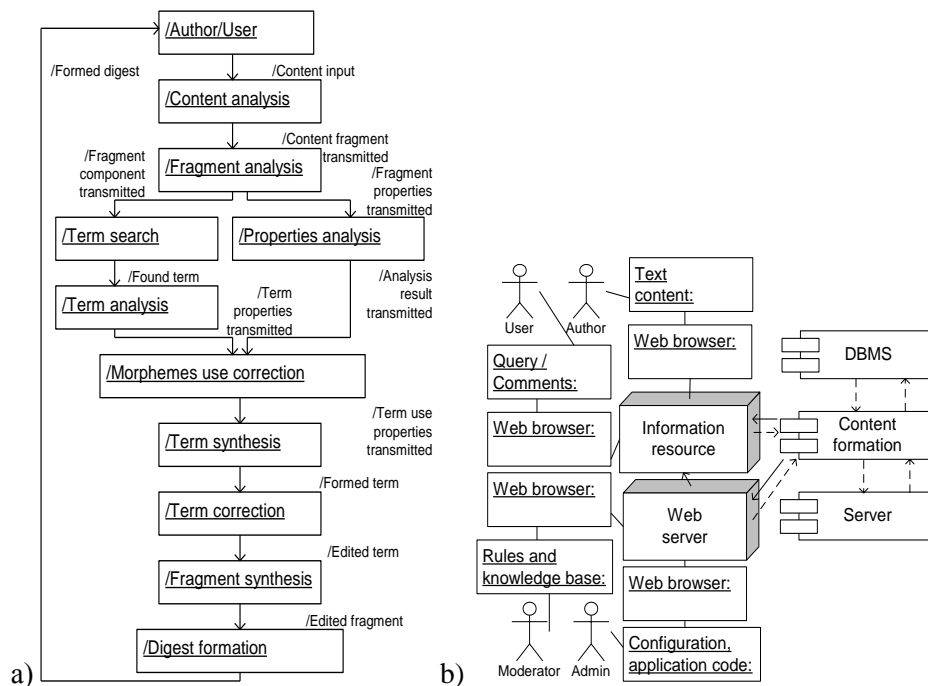 /Author/User
/Formed digest
/Content input
/Content analysis
/Content fragment
transmitted
/Fragment
component
transmitted
/Fragment analysis
/Fragment
properties
transmitted
/Term search
/Properties analysis
/Found term
/Analysis
result
transmitted
/Term analysis
/Term
properties
transmitted
/Morphemes use correction
/Term use
properties
transmitted
/Term synthesis
/Formed term
/Term correction
/Edited term
/Fragment synthesis
/Edited fragment
/Digest formation
a)
Text
content:
User
Author
Web browser:
DBMS
Query /
Comments:
Information
resource
Content
formation
Web browser:
Web browser:
Web
server
Server
Rules and
knowledge base:
Web browser:
Moderator
Admin
Configuration,
application code:
b)